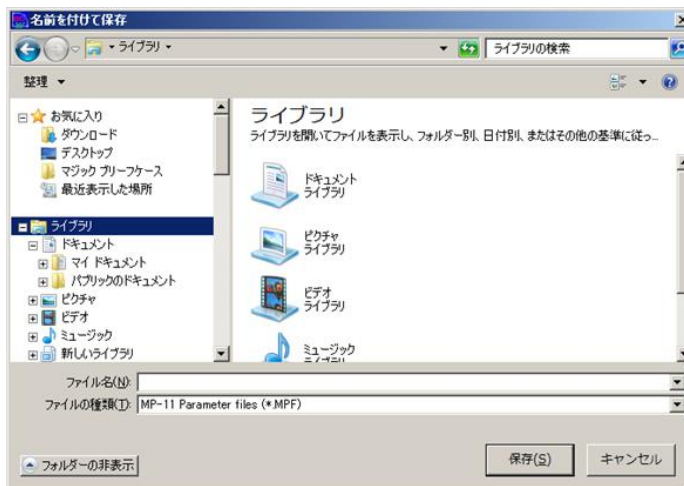 名前を付けて保存
ライブラリ
ライブラリの検索
整理
お気に入り
ダウンロード
デスクトップ
マジック ブリーフケース
最近表示した場所
ライブラリ
ドキュメント
マイ ドキュメント
パブリックのドキュメント
ピクチャ
ビデオ
ミュージック
新しいライブラリ
ライブラリ
ライブラリを開いてファイルを表示し、フォルダー別、日付別、またはその他の基準に従っ...
ドキュメント
ライブラリ
ピクチャ
ライブラリ
ビデオ
ライブラリ
ミュージック
ライブラリ
ファイル名(N):
ファイルの種類(T): MP-11 Parameter files (*.MPF)
フォルダーの非表示
保存(S)
キャンセル